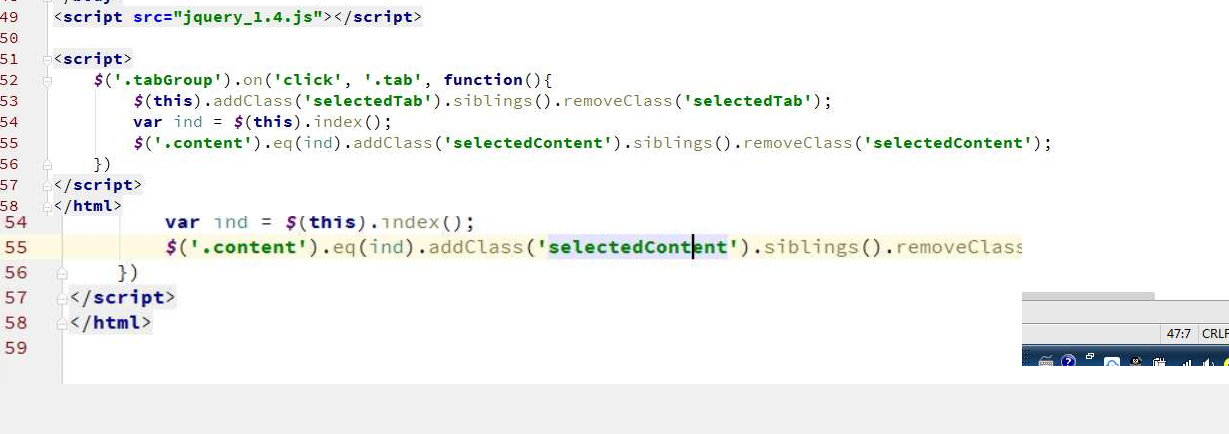 49 <script src="jquery_1.4.js"></script>
50
51 <script>
52 $('.tabGroup').on('click', '.tab', function(){
53 $(this).addClass('selectedTab').siblings().removeClass('selectedTab');
54 var ind = $(this).index();
55 $('.content').eq(ind).addClass('selectedContent').siblings().removeClass('selectedContent');
56 })
57 </script>
58 </html>
54 var ind = $(this).index();
55 $('.content').eq(ind).addClass('selectedContent').siblings().removeClass
56 })
57 </script>
58 </html>
59
47:7 CRLF